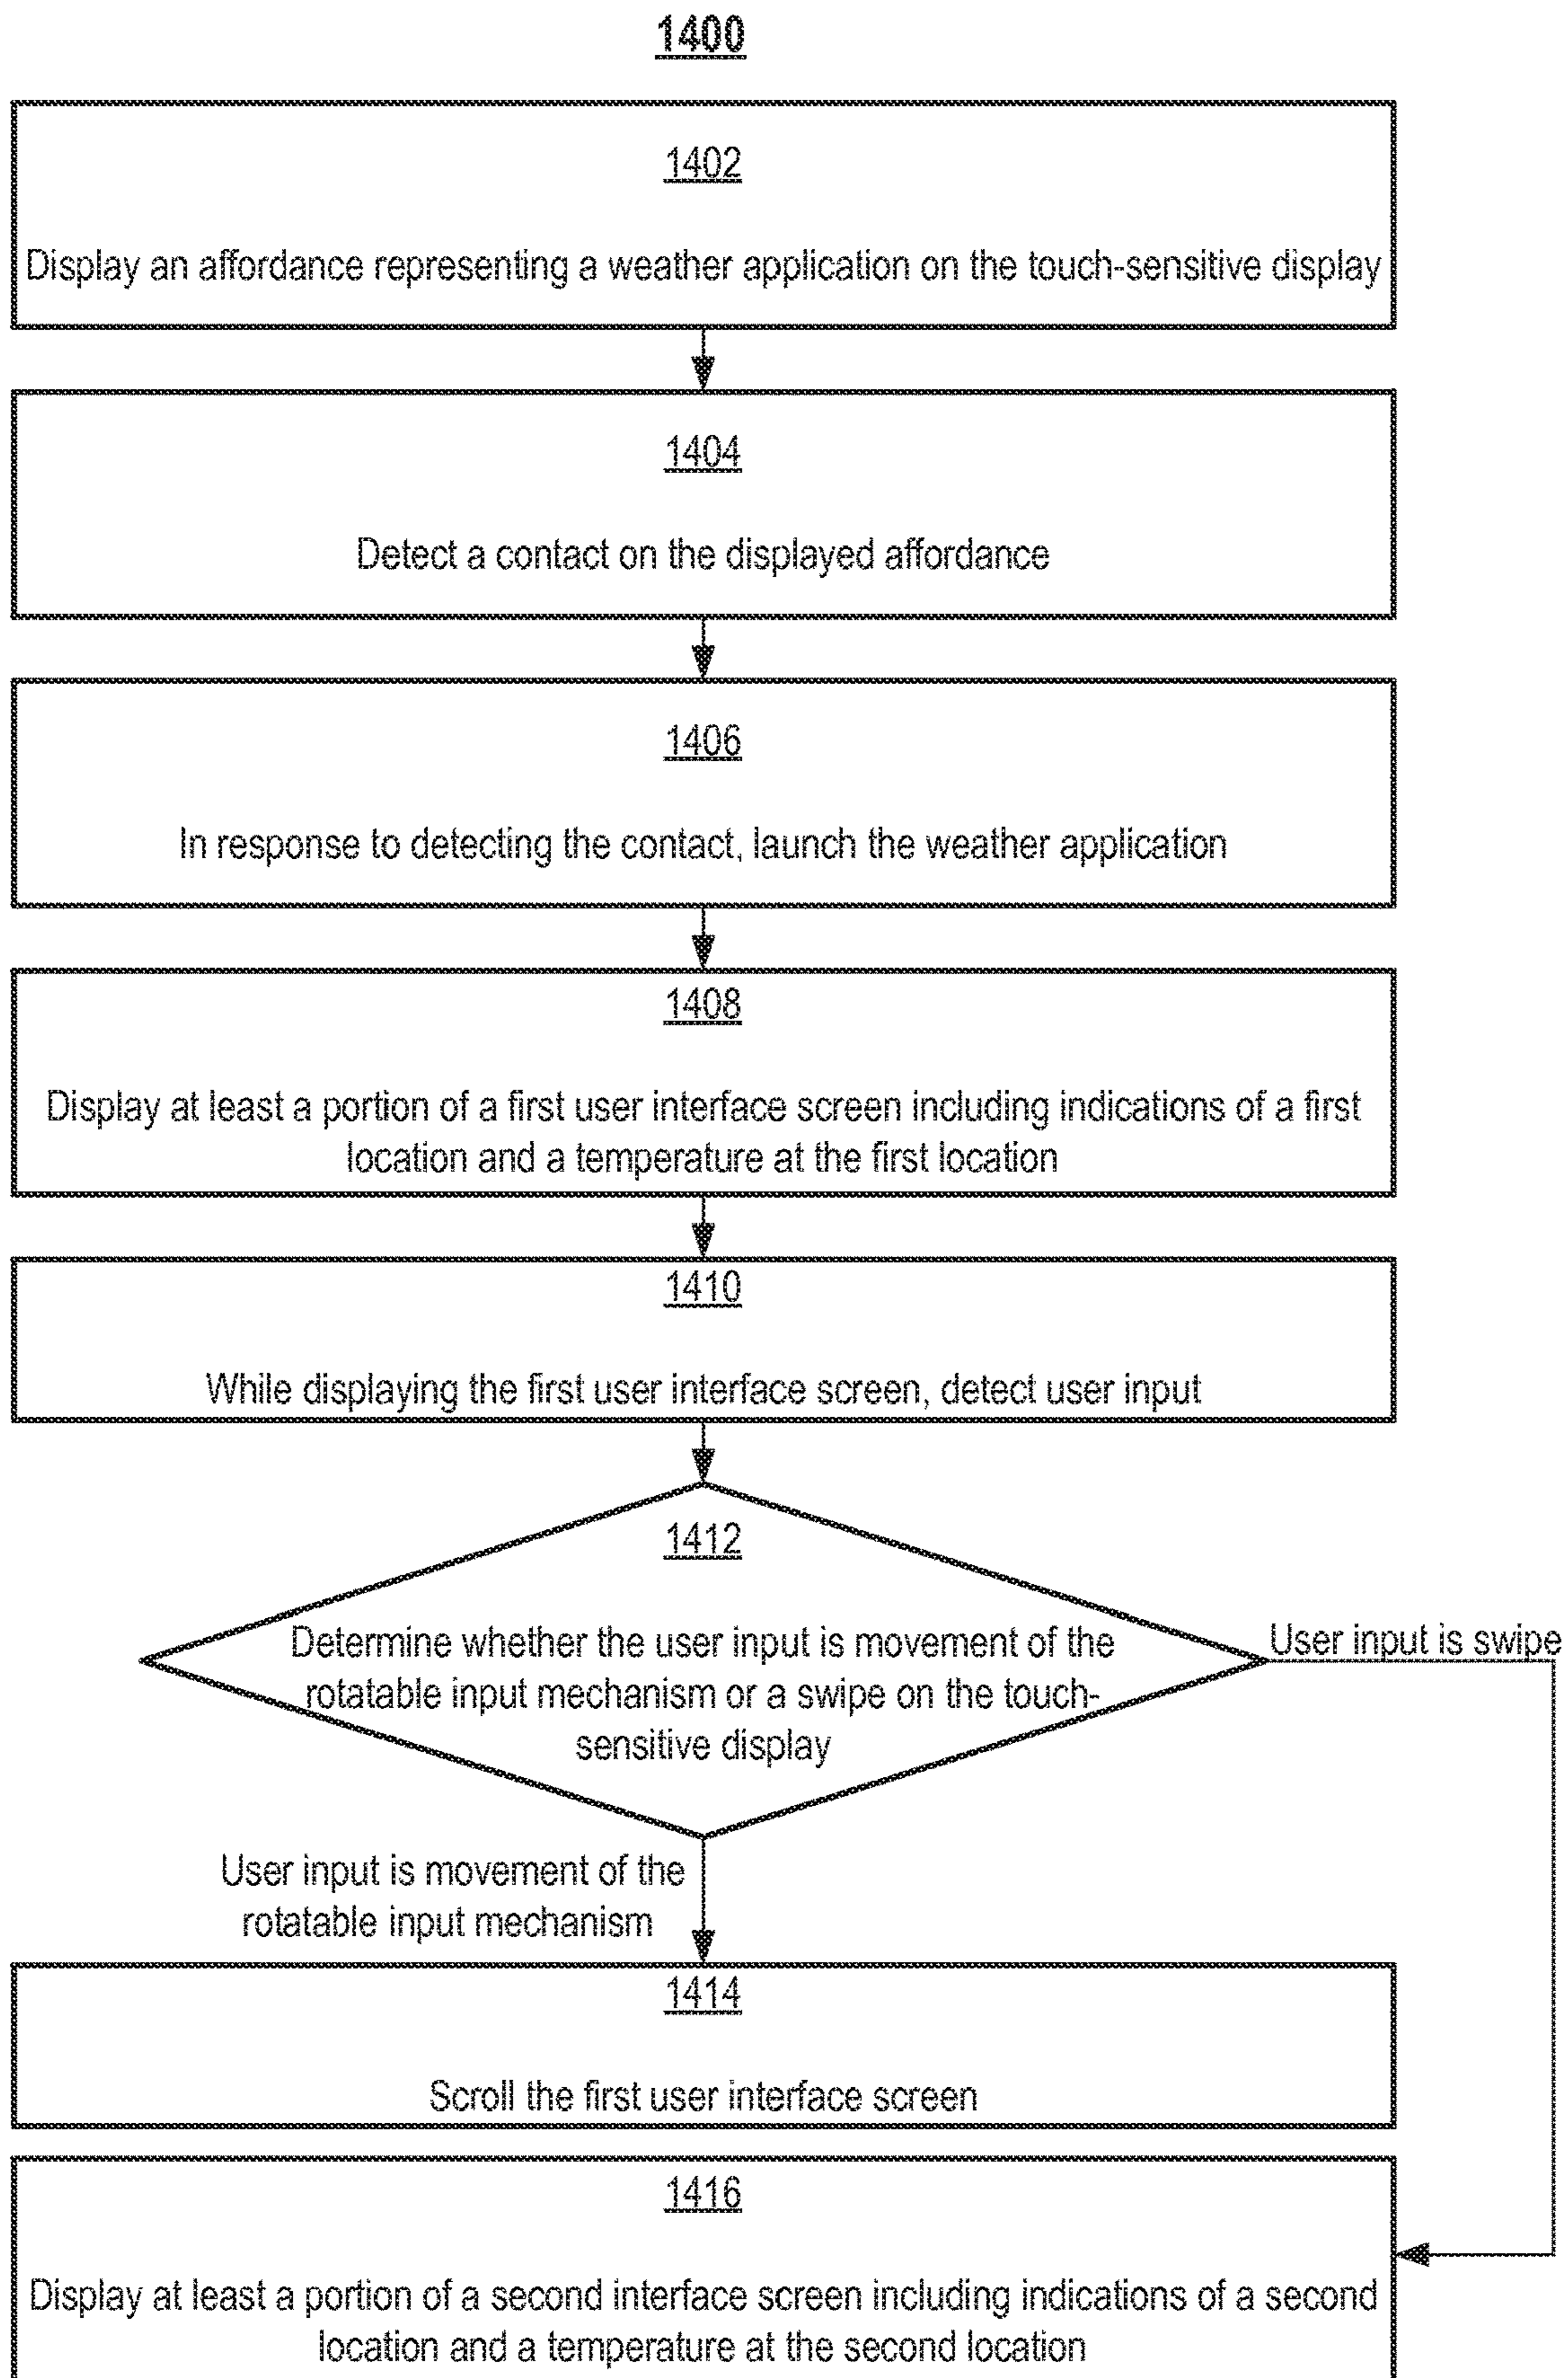 1400
1402
Display an affordance representing a weather application on the touch-sensitive display
1404
Detect a contact on the displayed affordance
1406
In response to detecting the contact, launch the weather application
1408
Display at least a portion of a first user interface screen including indications of a first
location and a temperature at the first location
1410
While displaying the first user interface screen, detect user input
1412
Determine whether the user input is movement of the
rotatable input mechanism or a swipe on the touch-
sensitive display
User input is swipe
User input is movement of the
rotatable input mechanism
1414
Scroll the first user interface screen
1416
Display at least a portion of a second interface screen including indications of a second
location and a temperature at the second location